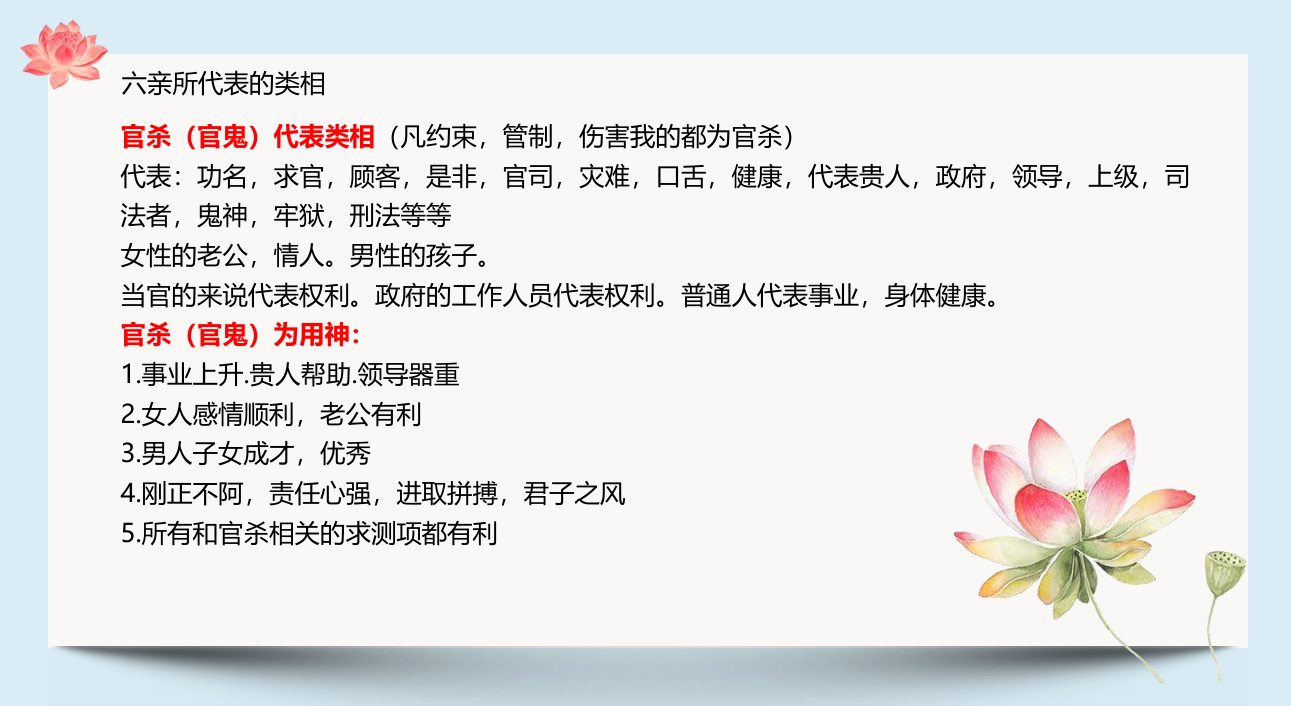 六亲所代表的类相
官杀（官鬼）代表类相（凡约束，管制，伤害我的都为官杀）
代表：功名，求官，顾客，是非，官司，灾难，口舌，健康，代表贵人，政府，领导，上级，司
法者，鬼神，牢狱，刑法等等
女性的老公，情人。男性的孩子。
当官的来说代表权利。政府的工作人员代表权利。普通人代表事业，身体健康。
官杀（官鬼）为用神：
1.事业上升.贵人帮助.领导器重
2.女人感情顺利，老公有利
3.男人子女成才，优秀
4.刚正不阿，责任心强，进取拼搏，君子之风
5.所有和官杀相关的求测项都有利